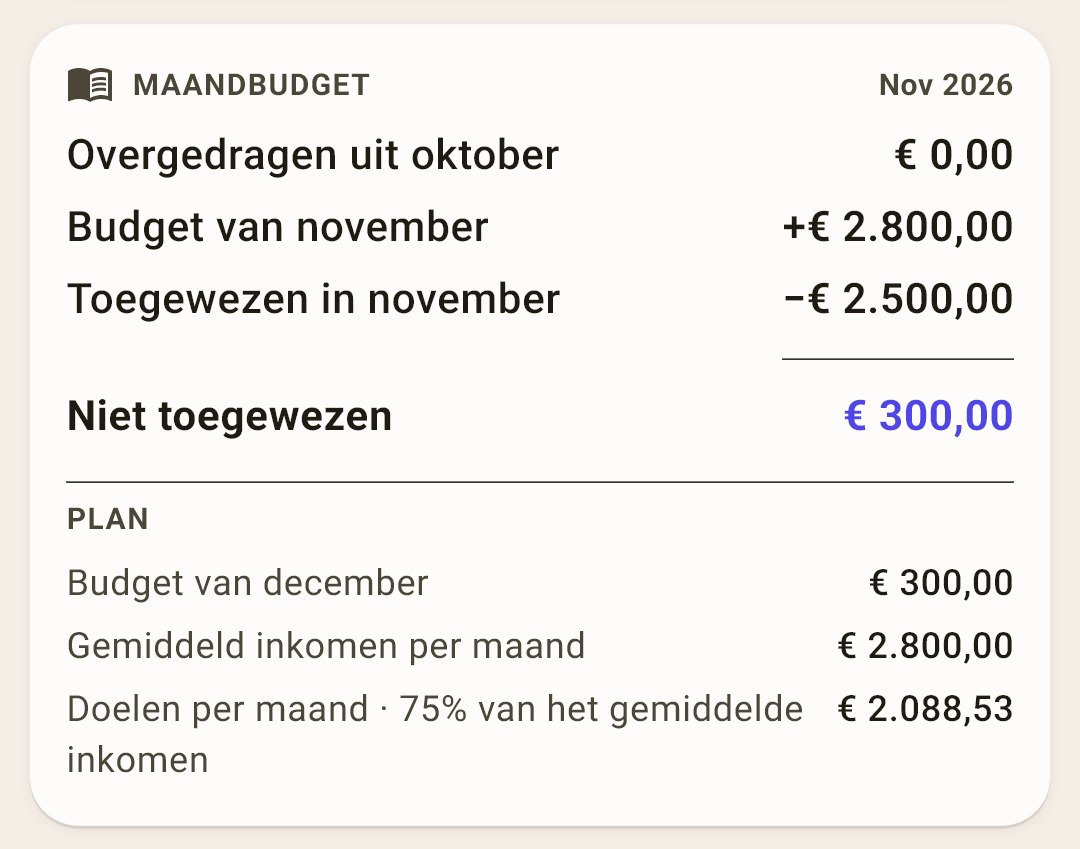 MAANDBUDGET Nov 2026
Overgedragen uit oktober € 0,00
Budget van november +€ 2.800,00
Toegewezen in november −€ 2.500,00
Niet toegewezen € 300,00
PLAN
Budget van december € 300,00
Gemiddeld inkomen per maand € 2.800,00
Doelen per maand · 75% van het gemiddelde € 2.088,53
inkomen